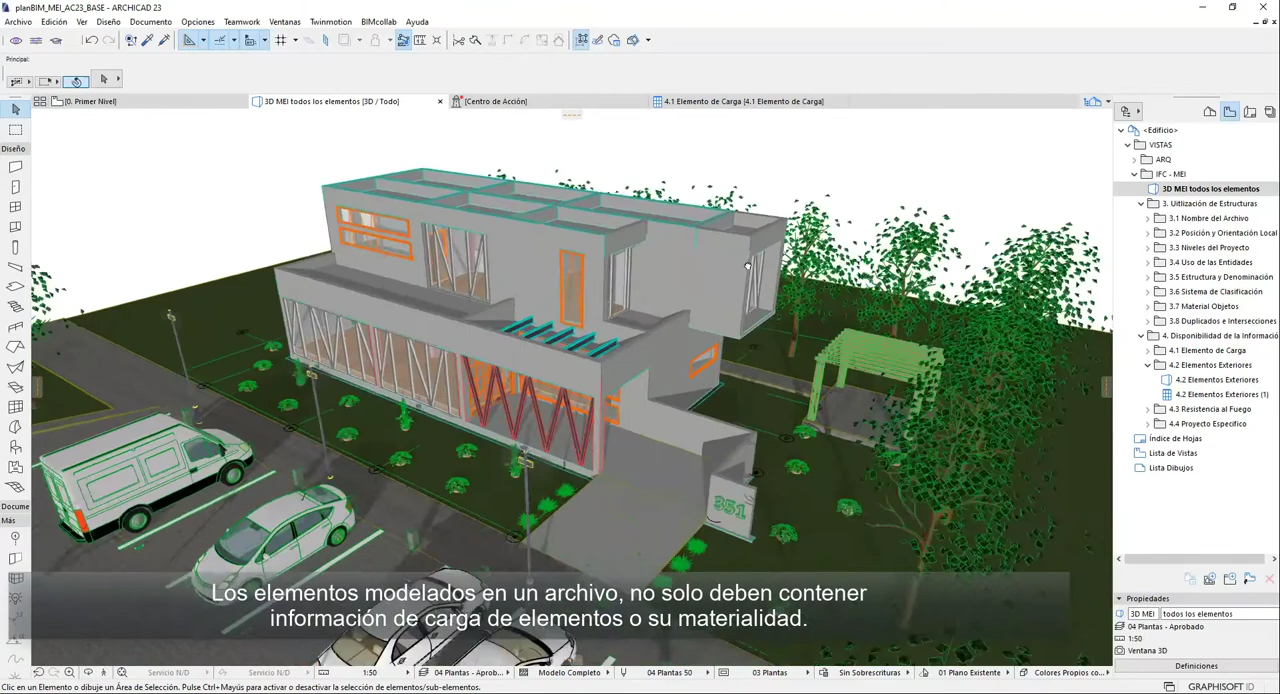 planBIM_MEI_AC23_BASE - ARCHICAD 23
Archivo Edición Ver Diseño Documento Opciones Teamwork Ventanas Twinmotion BIMcollab Ayuda
Principal:
[0. Primer Nivel]
3D MEI todos los elementos [3D / Todo]
[Centro de Acción]
4.1 Elemento de Carga [4.1 Elemento de Carga]
Diseño
Docume
Más
<Edificio>
VISTAS
ARQ
IFC - MEI
3D MEI todos los elementos
3. Utilización de Estructuras
3.1 Nombre del Archivo
3.2 Posición y Orientación Local
3.3 Niveles del Proyecto
3.4 Uso de las Entidades
3.5 Estructura y Denominación
3.6 Sistema de Clasificación
3.7 Material Objetos
3.8 Duplicados e Intersecciones
4. Disponibilidad de la Informació
4.1 Elemento de Carga
4.2 Elementos Exteriores
4.2 Elementos Exteriores
4.2 Elementos Exteriores (1)
4.3 Resistencia al Fuego
4.4 Proyecto Específico
Índice de Hojas
Lista de Vistas
Lista Dibujos
351
Los elementos modelados en un archivo, no solo deben contener
información de carga de elementos o su materialidad.
Propiedades
3D MEI todos los elementos
04 Plantas - Aprobado
1:50
Ventana 3D
Definiciones
Servicio N/D Servicio N/D 1:50 04 Plantas - Aprob... Modelo Completo 04 Plantas 50 03 Plantas Sin Sobrescrituras 01 Plano Existente Colores Propios co...
Clic en un Elemento o dibuje un Área de Selección. Pulse Ctrl+Mayús para activar o desactivar la selección de elementos/sub-elementos.
GRAPHISOFT ID